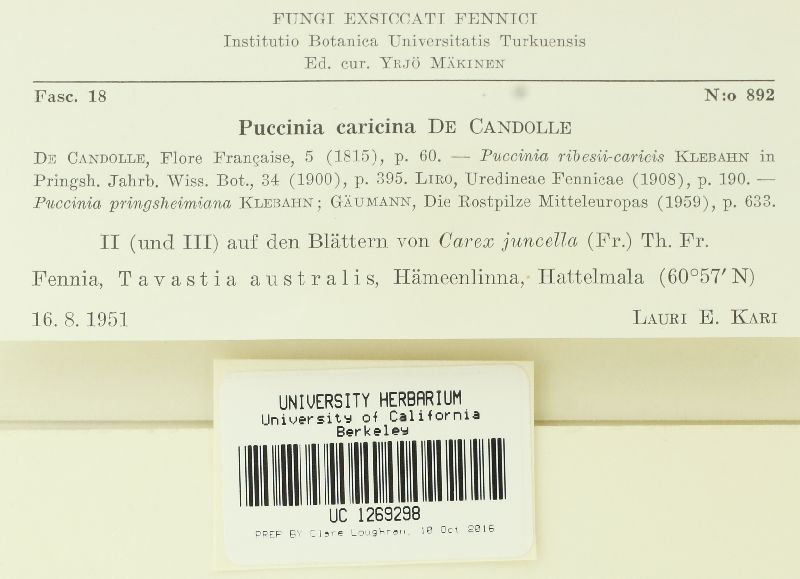 FUNGI EXSICCATI FENNICI
Institutio Botanica Universitatis Turkuensis
Ed. cur. YRJÖ MÄKINEN
Fasc. 18 N:o 892
Puccinia caricina DE CANDOLLE
DE CANDOLLE, Flore Française, 5 (1815), p. 60. — Puccinia ribesii-caricis KLEBAHN in
Pringsh. Jahrb. Wiss. Bot., 34 (1900), p. 395. LIRO, Uredineae Fennicae (1908), p. 190. —
Puccinia pringsheimiana KLEBAHN; GÄUMANN, Die Rostpilze Mitteleuropas (1959), p. 633.
II (und III) auf den Blättern von Carex juncella (Fr.) Th. Fr.
Fennia, Tavastia australis, Hämeenlinna, Hattelmala (60°57′ N)
16. 8. 1951 LAURI E. KARI
UNIVERSITY HERBARIUM
University of California
Berkeley
UC 1269298
PREP BY Clare Loughran, 10 Oct 2016